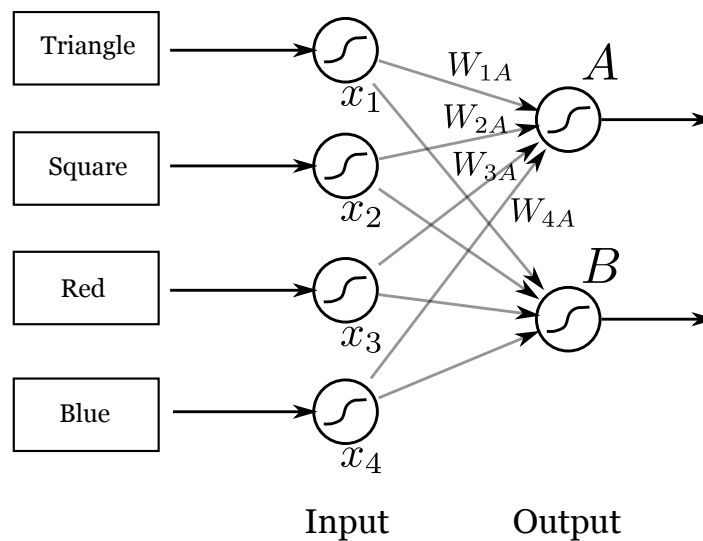 Triangle
x₁
W₁A
A
Square
x₂
W₂A
W₃A
W₄A
Red
x₃
B
Blue
x₄
Input
Output